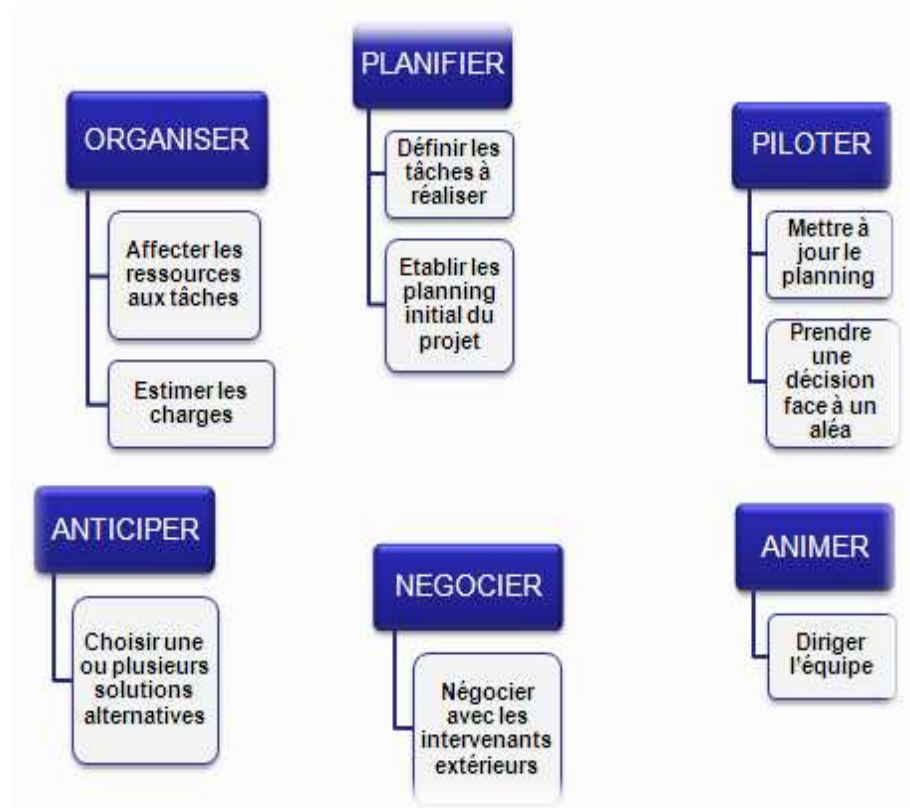 PLANIFIER
Définir les
tâches à
réaliser
Etablir les
planning
initial du
projet
ORGANISER
Affecter les
ressources
aux tâches
Estimer les
charges
PILOTER
Mettre à
jour le
planning
Prendre
une
décision
face à un
aléa
ANTICIPER
Choisir une
ou plusieurs
solutions
alternatives
NEGOCIER
Négocier
avec les
intervenants
extérieurs
ANIMER
Diriger
l'équipe